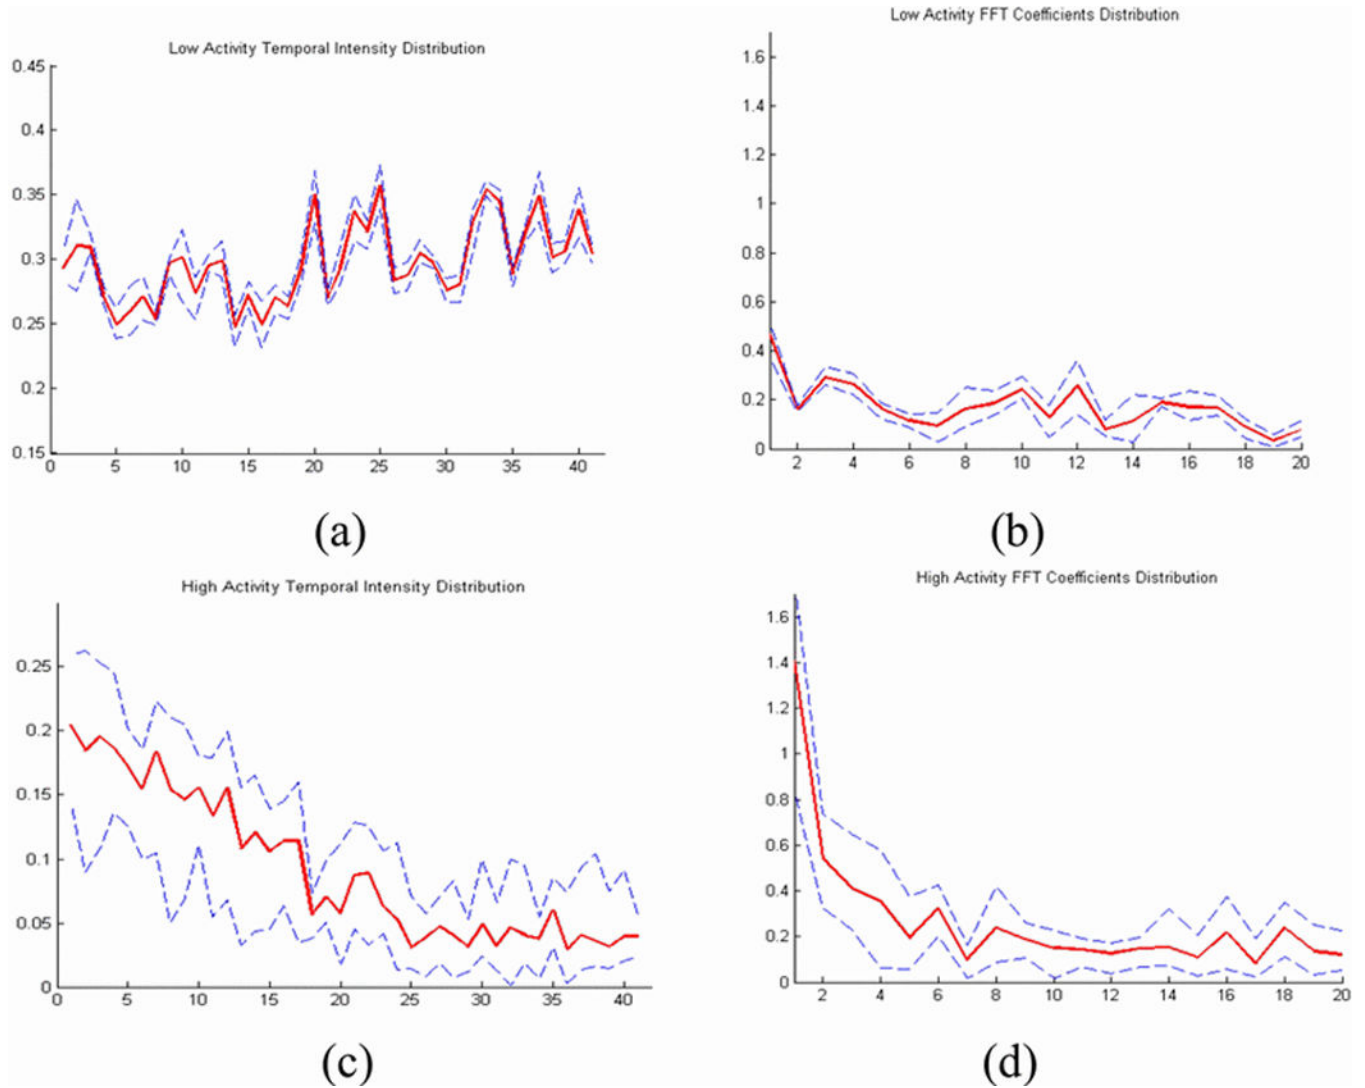 Low Activity Temporal Intensity Distribution
0.45
0.4
0.35
0.3
0.25
0.2
0.15
0 5 10 15 20 25 30 35 40
(a)
Low Activity FFT Coefficients Distribution
1.6
1.4
1.2
1
0.8
0.6
0.4
0.2
0
2 4 6 8 10 12 14 16 18 20
(b)
High Activity Temporal Intensity Distribution
0.25
0.2
0.15
0.1
0.05
0
0 5 10 15 20 25 30 35 40
(c)
High Activity FFT Coefficients Distribution
1.6
1.4
1.2
1
0.8
0.6
0.4
0.2
0
2 4 6 8 10 12 14 16 18 20
(d)